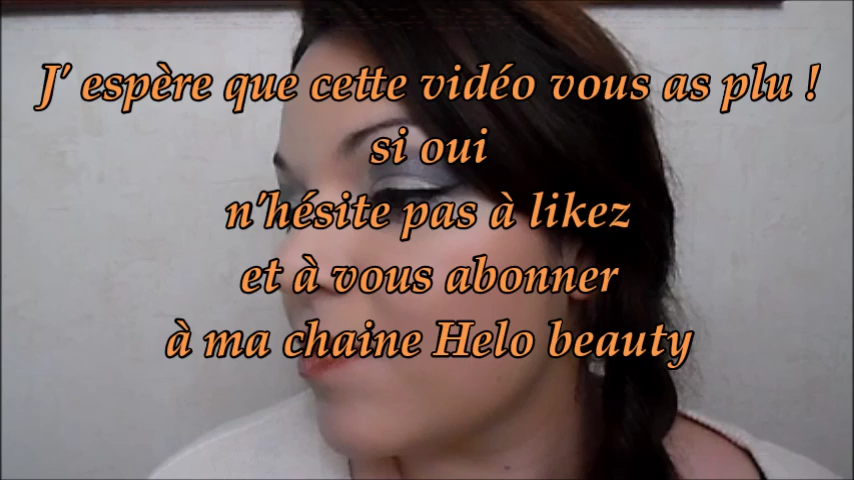 J' espère que cette vidéo vous as plu !
si oui
n'hésite pas à likez
et à vous abonner
à ma chaine Helo beauty